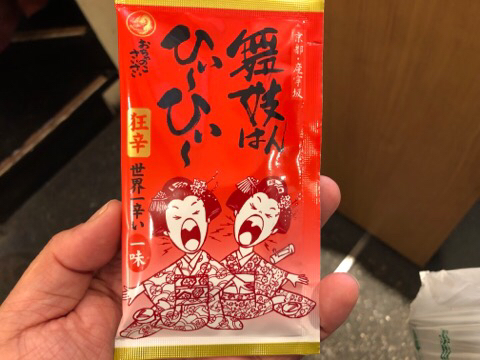 京都・産寧坂
舞妓はん
ひぃ〜ひぃ〜
おちゃのこ
さいさい
狂辛
世界一辛い
一味